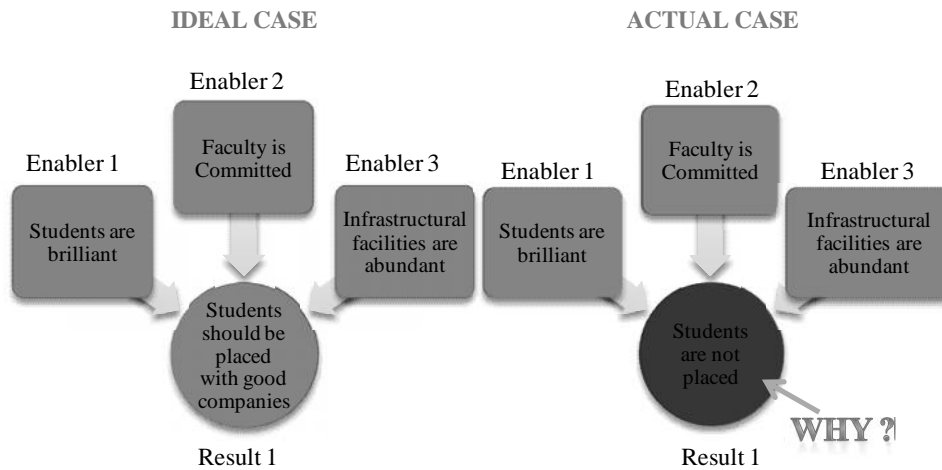 IDEAL CASE
Enabler 2
Faculty is
Committed
Enabler 1
Students are
brilliant
Enabler 3
Infrastructural
facilities are
abundant
Students
should be
placed
with good
companies
Result 1
ACTUAL CASE
Enabler 2
Faculty is
Committed
Enabler 1
Students are
brilliant
Enabler 3
Infrastructural
facilities are
abundant
Students
are not
placed
WHY ?
Result 1